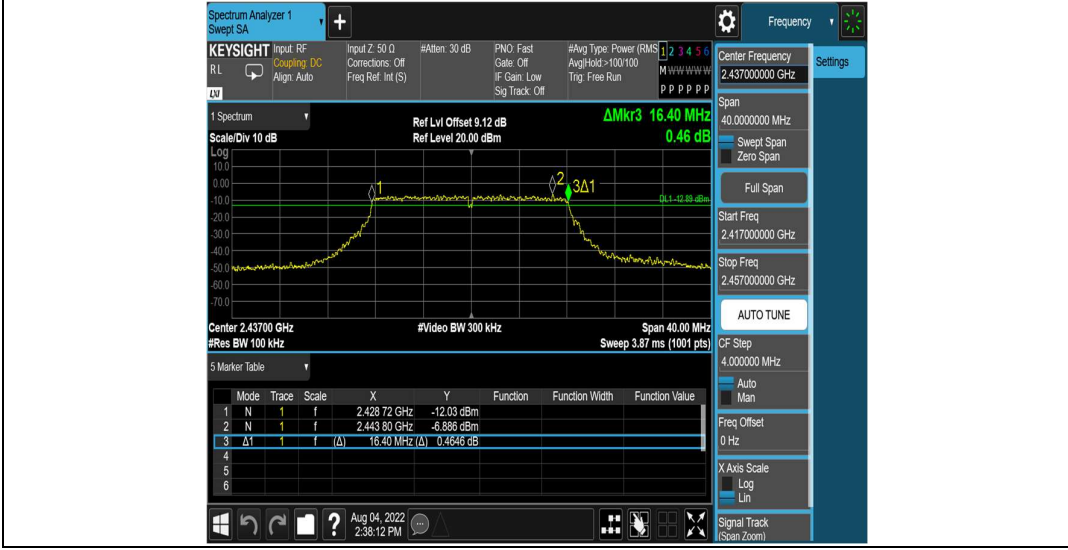 Spectrum Analyzer 1
Swept SA
Frequency
KEYSIGHT
RL
LXI
Input: RF
Coupling: DC
Align: Auto
Input Z: 50 Ω
Corrections: Off
Freq Ref: Int (S)
#Atten: 30 dB
PNO: Fast
Gate: Off
IF Gain: Low
Sig Track: Off
#Avg Type: Power (RMS
Avg|Hold:>100/100
Trig: Free Run
1 2 3 4 5 6
M W W W W W
P P P P P P
1 Spectrum
Scale/Div 10 dB
Ref Lvl Offset 9.12 dB
Ref Level 20.00 dBm
ΔMkr3 16.40 MHz
0.46 dB
Log
10.0
0.00
-10.0
-20.0
-30.0
-40.0
-50.0
-60.0
-70.0
1
2
3Δ1
DL1 -12.89 dBm
Center 2.43700 GHz
#Res BW 100 kHz
#Video BW 300 kHz
Span 40.00 MHz
Sweep 3.87 ms (1001 pts)
5 Marker Table
Mode Trace Scale X Y Function Function Width Function Value
1 N 1 f 2.428 72 GHz -12.03 dBm
2 N 1 f 2.443 80 GHz -6.886 dBm
3 Δ1 1 f (Δ) 16.40 MHz (Δ) 0.4646 dB
4
5
6
Aug 04, 2022
2:38:12 PM
Center Frequency
2.437000000 GHz
Settings
Span
40.0000000 MHz
Swept Span
Zero Span
Full Span
Start Freq
2.417000000 GHz
Stop Freq
2.457000000 GHz
AUTO TUNE
CF Step
4.000000 MHz
Auto
Man
Freq Offset
0 Hz
X Axis Scale
Log
Lin
Signal Track
(Span Zoom)